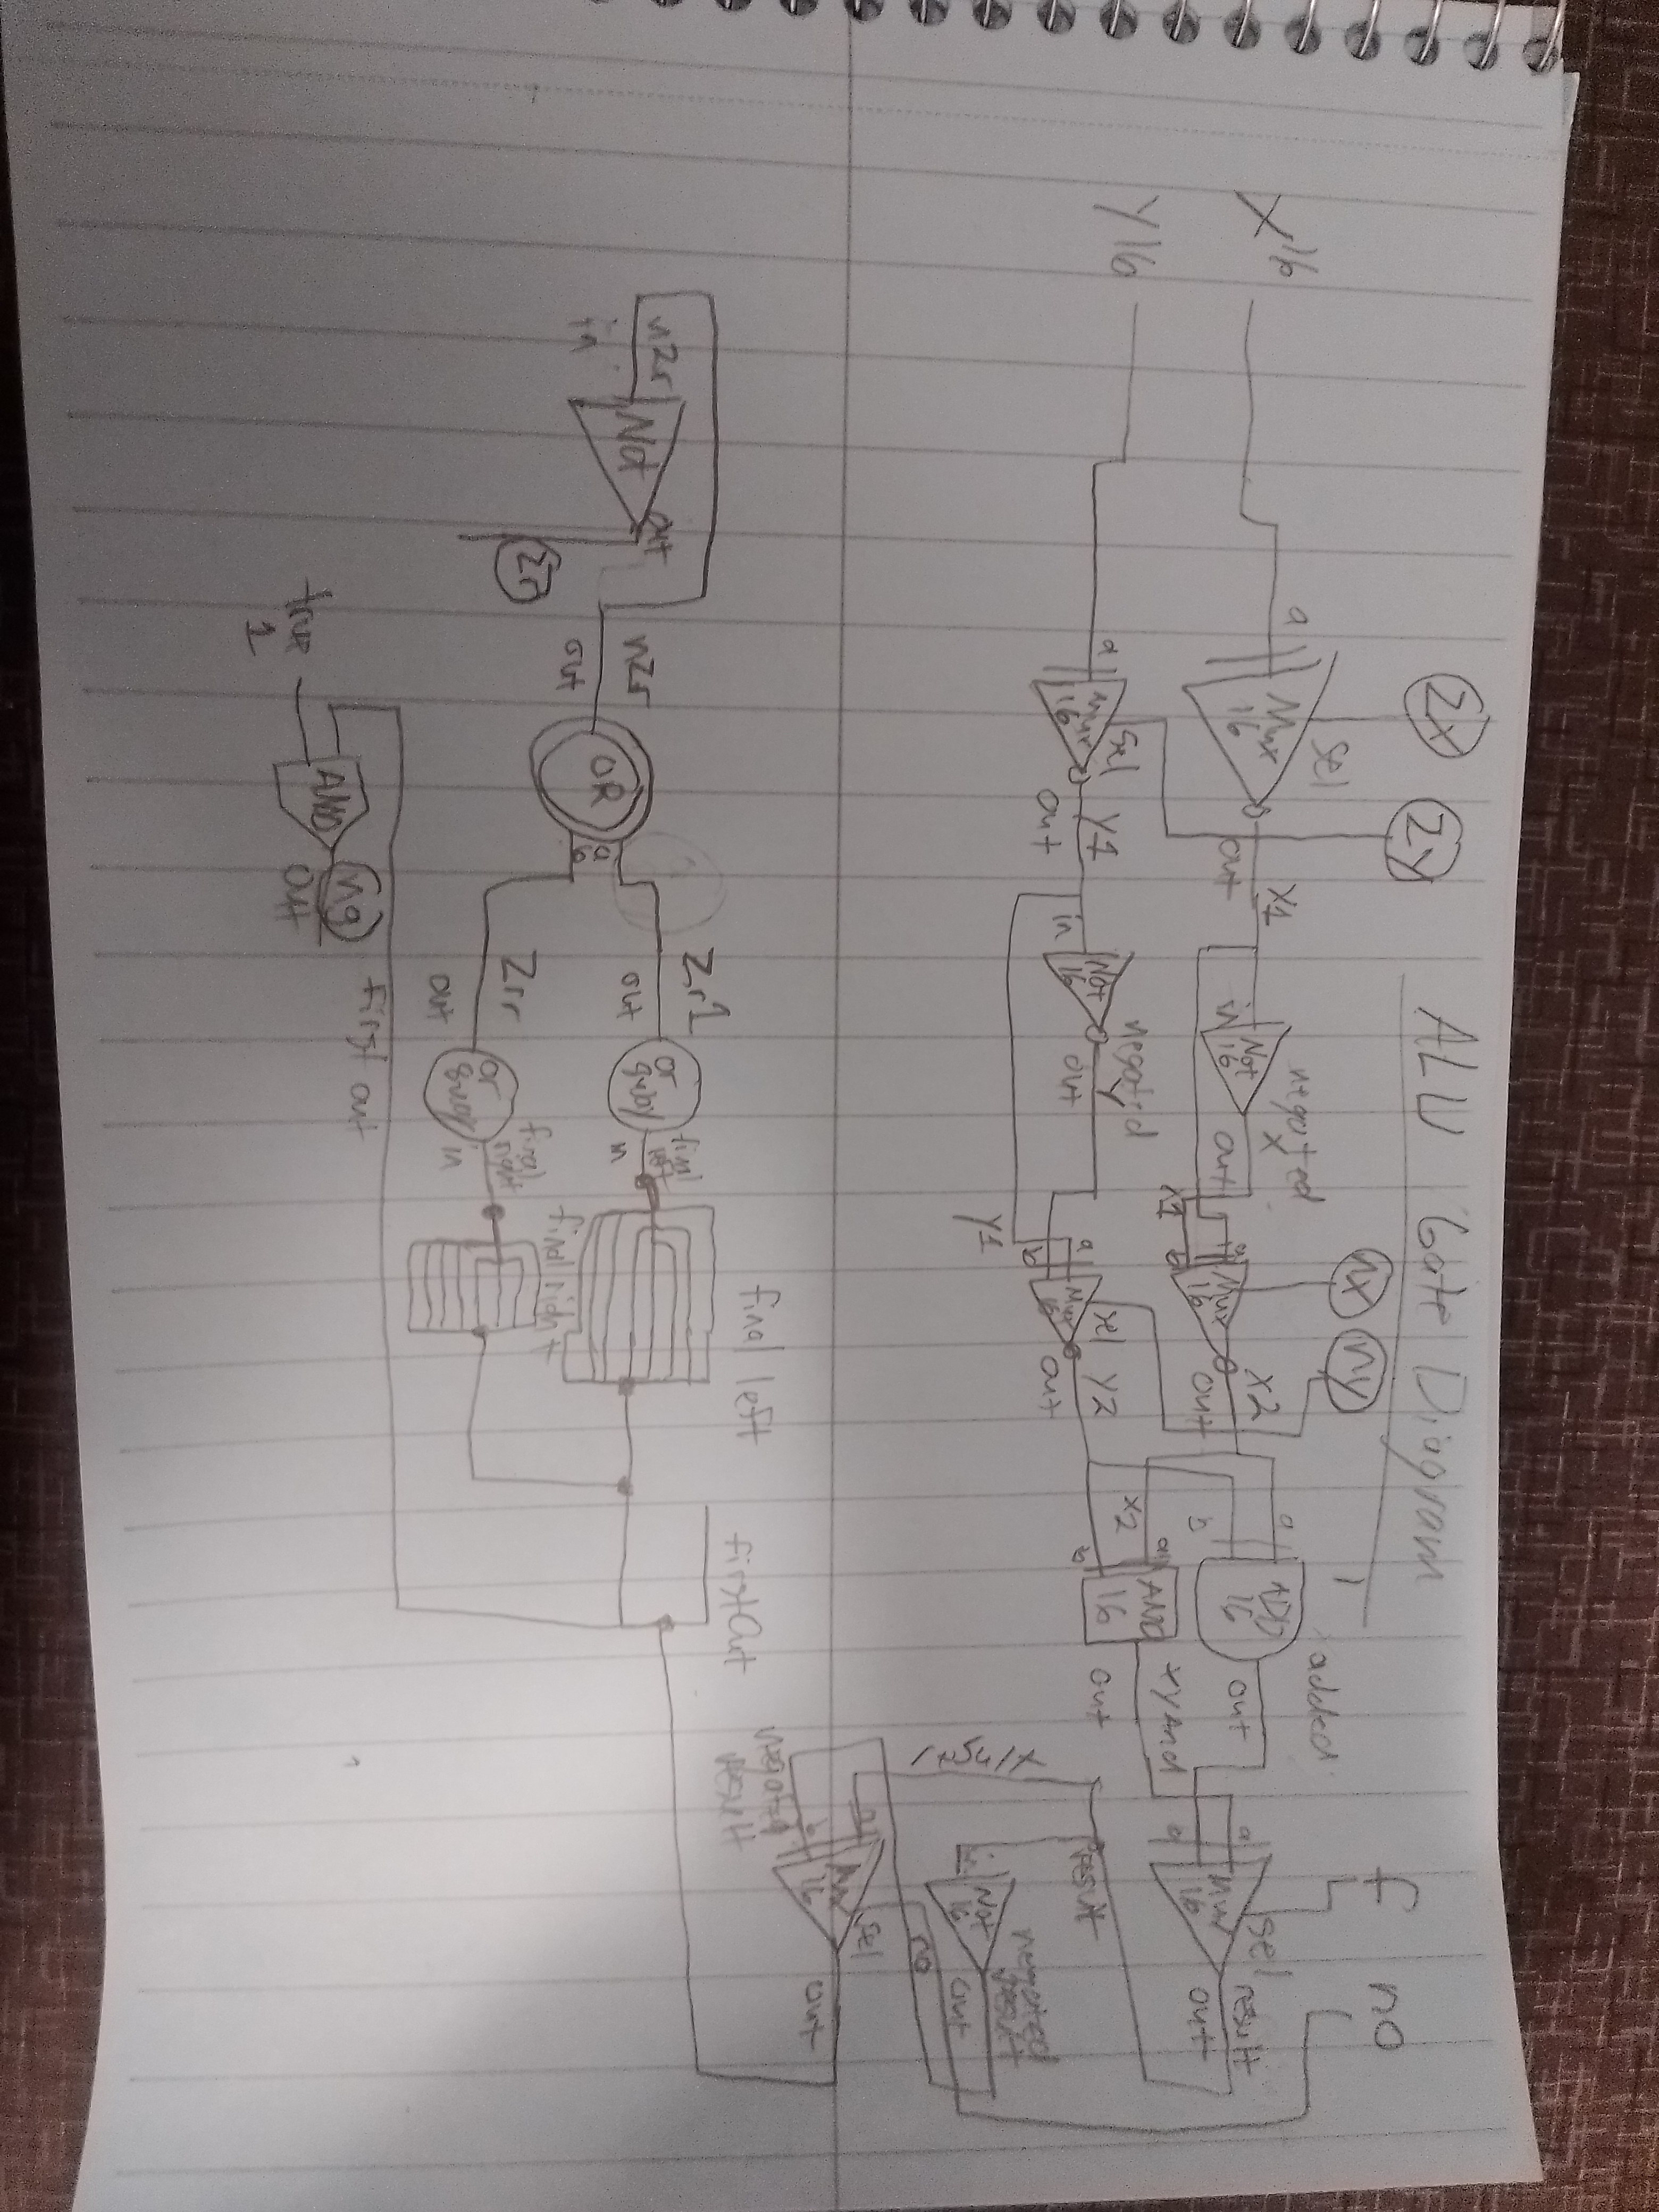 ALU Gate Diagram
zx
zy
nx
ny
f
no
X16
a
Mux
16
sel
out
X1
in
Not
16
negated
X
out
X1
a
b
Mux
16
X2
out
a
b
ADD
16
added
out
a
Mux
16
sel
result
out
Y16
a
Mux
16
sel
Y1
out
in
Not
16
negated
Y
out
Y1
a
b
Mux
16
sel
Y2
out
X2
a
b
AND
16
xyAnd
out
result
in
Not
16
negated
result
out
no
result
negated
result
a
b
Mux
16
sel
out
nzr
in
Not
out
zr
nzr
out
OR
a
b
zr1
out
or
8way
in
final
left
final left
firstOut
zrr
out
or
8way
in
final
right
final right
true
1
AND
ng
out
first out